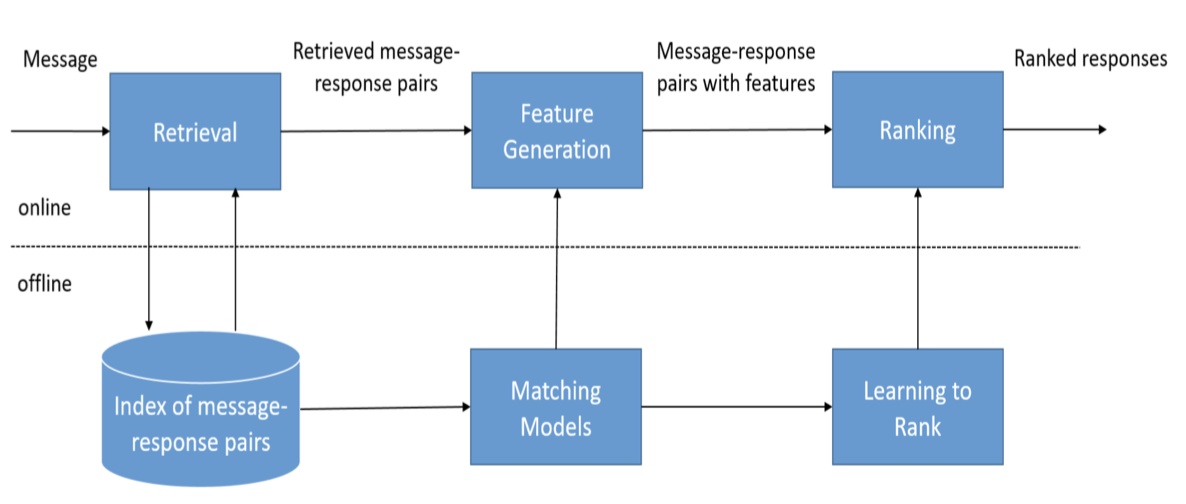 Message
Retrieved message-
response pairs
Message-response
pairs with features
Ranked responses
Retrieval
Feature
Generation
Ranking
online
offline
Index of message-
response pairs
Matching
Models
Learning to
Rank